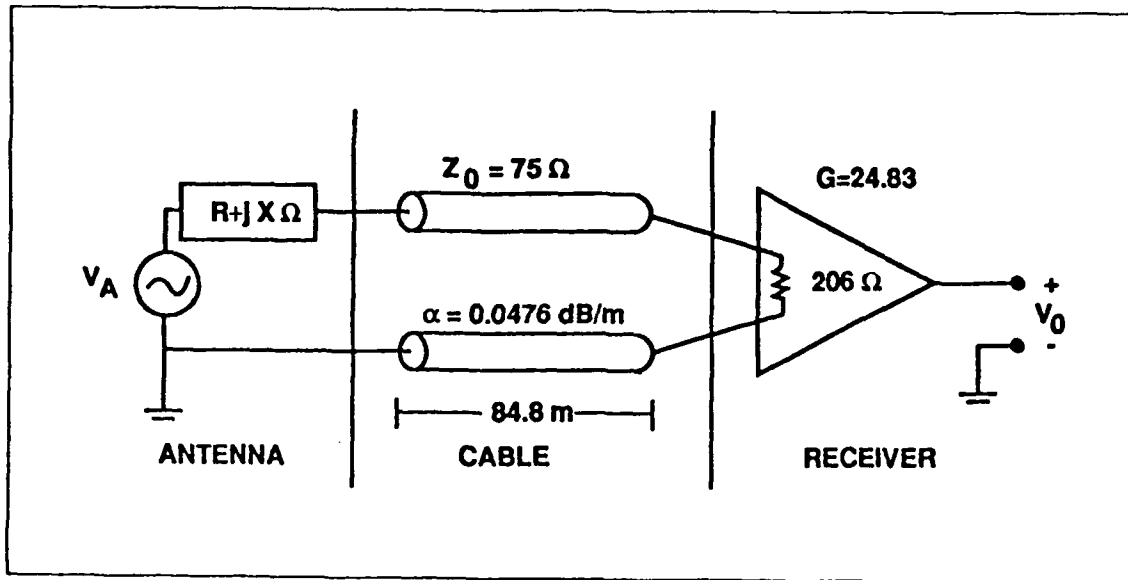 Z0 = 75 Ω
G=24.83
R+j X Ω
VA
206 Ω
+
V0
-
α = 0.0476 dB/m
84.8 m
ANTENNA
CABLE
RECEIVER